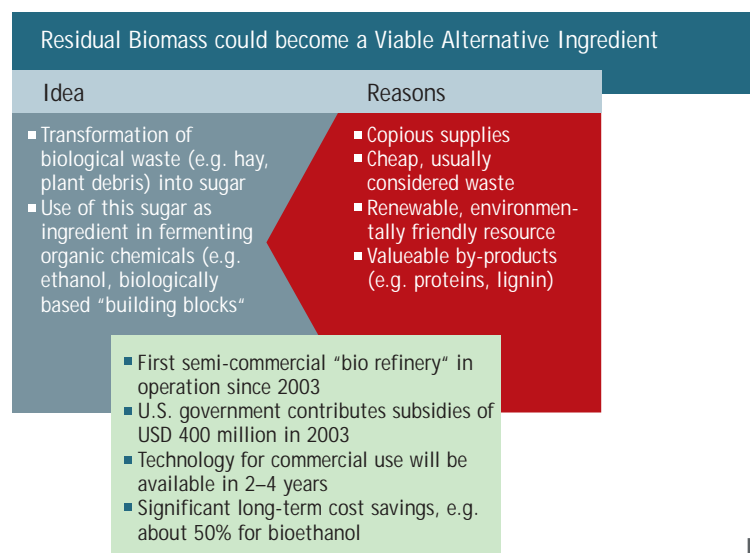 Residual Biomass could become a Viable Alternative Ingredient
Idea
Transformation of
biological waste (e.g. hay,
plant debris) into sugar
Use of this sugar as
ingredient in fermenting
organic chemicals (e.g.
ethanol, biologically
based “building blocks“
Reasons
Copious supplies
Cheap, usually
considered waste
Renewable, environmen-
tally friendly resource
Valueable by-products
(e.g. proteins, lignin)
First semi-commercial “bio refinery“ in
operation since 2003
U.S. government contributes subsidies of
USD 400 million in 2003
Technology for commercial use will be
available in 2–4 years
Significant long-term cost savings, e.g.
about 50% for bioethanol